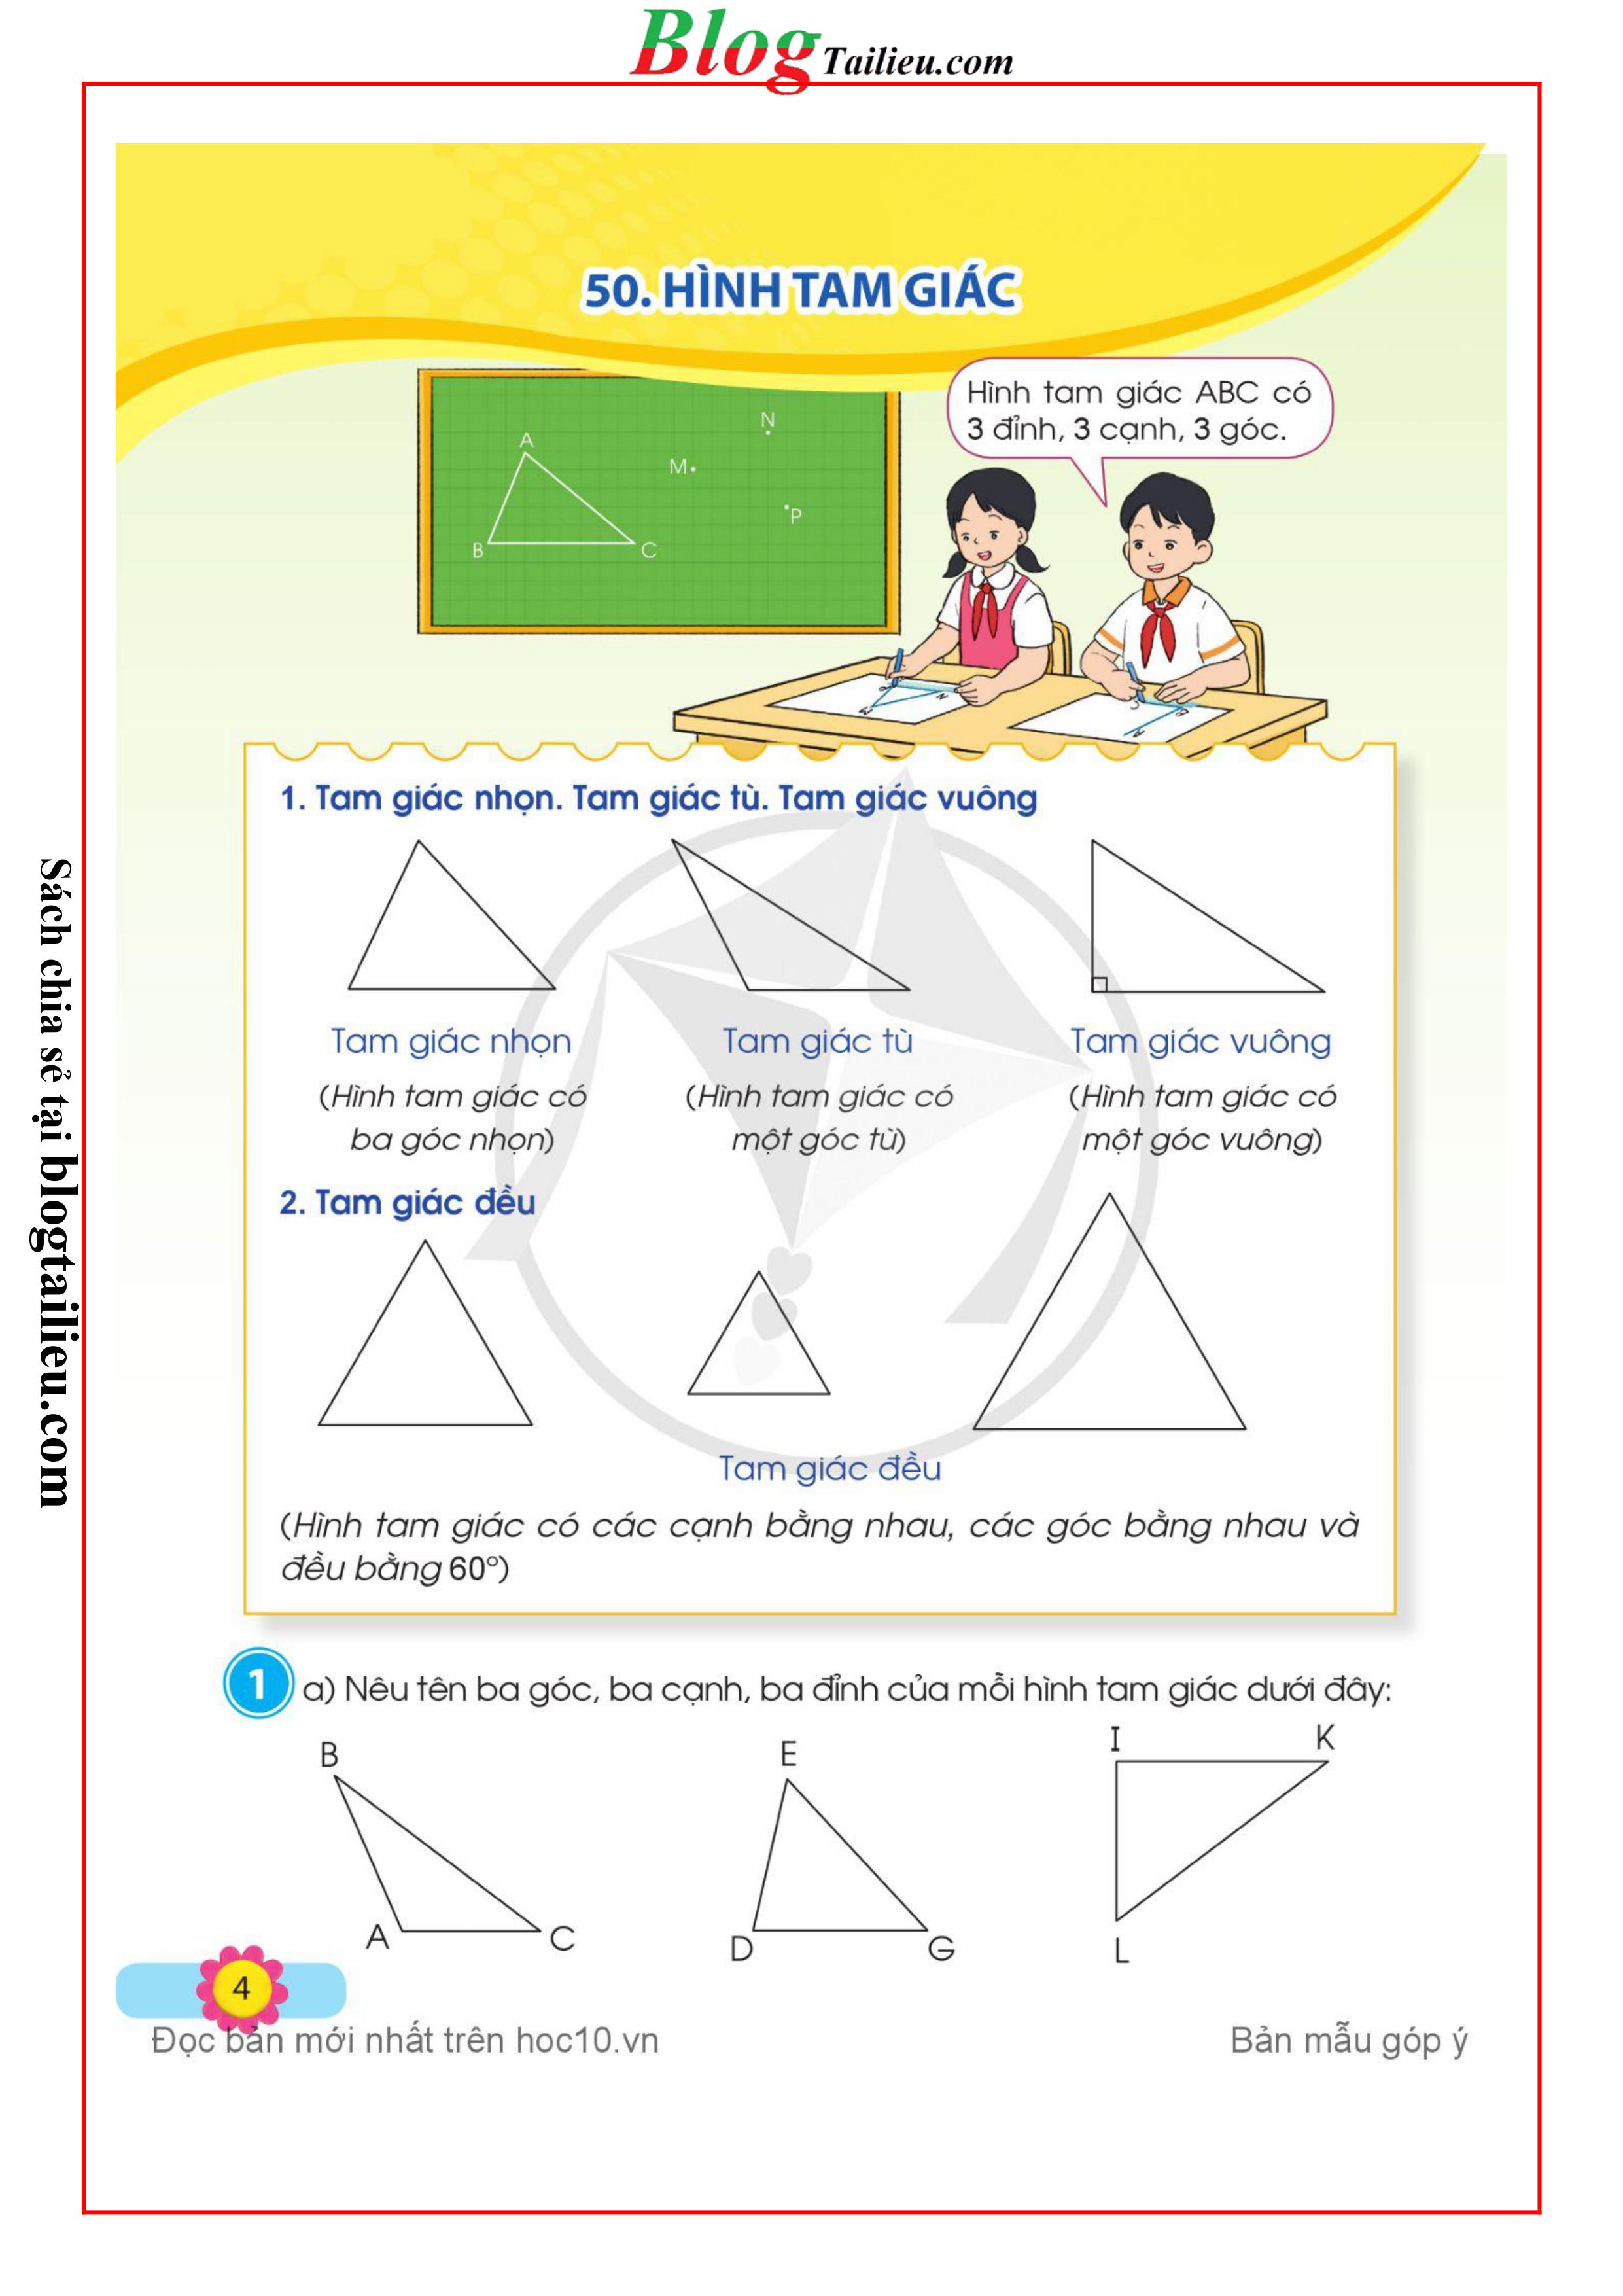 Blog Tailieu.com
50. HÌNH TAM GIÁC
Hình tam giác ABC có
3 đỉnh, 3 cạnh, 3 góc.
A
N
M
P
B
C
P
N
M
C
B
A
1. Tam giác nhọn. Tam giác tù. Tam giác vuông
Tam giác nhọn
Tam giác tù
Tam giác vuông
(Hình tam giác có
ba góc nhọn)
(Hình tam giác có
một góc tù)
(Hình tam giác có
một góc vuông)
2. Tam giác đều
Tam giác đều
(Hình tam giác có các cạnh bằng nhau, các góc bằng nhau và
đều bằng 60°)
1 a) Nêu tên ba góc, ba cạnh, ba đỉnh của mỗi hình tam giác dưới đây:
B
A
C
E
D
G
I
K
L
4
Đọc bản mới nhất trên hoc10.vn
Bản mẫu góp ý
Sách chia sẻ tại blogtailieu.com